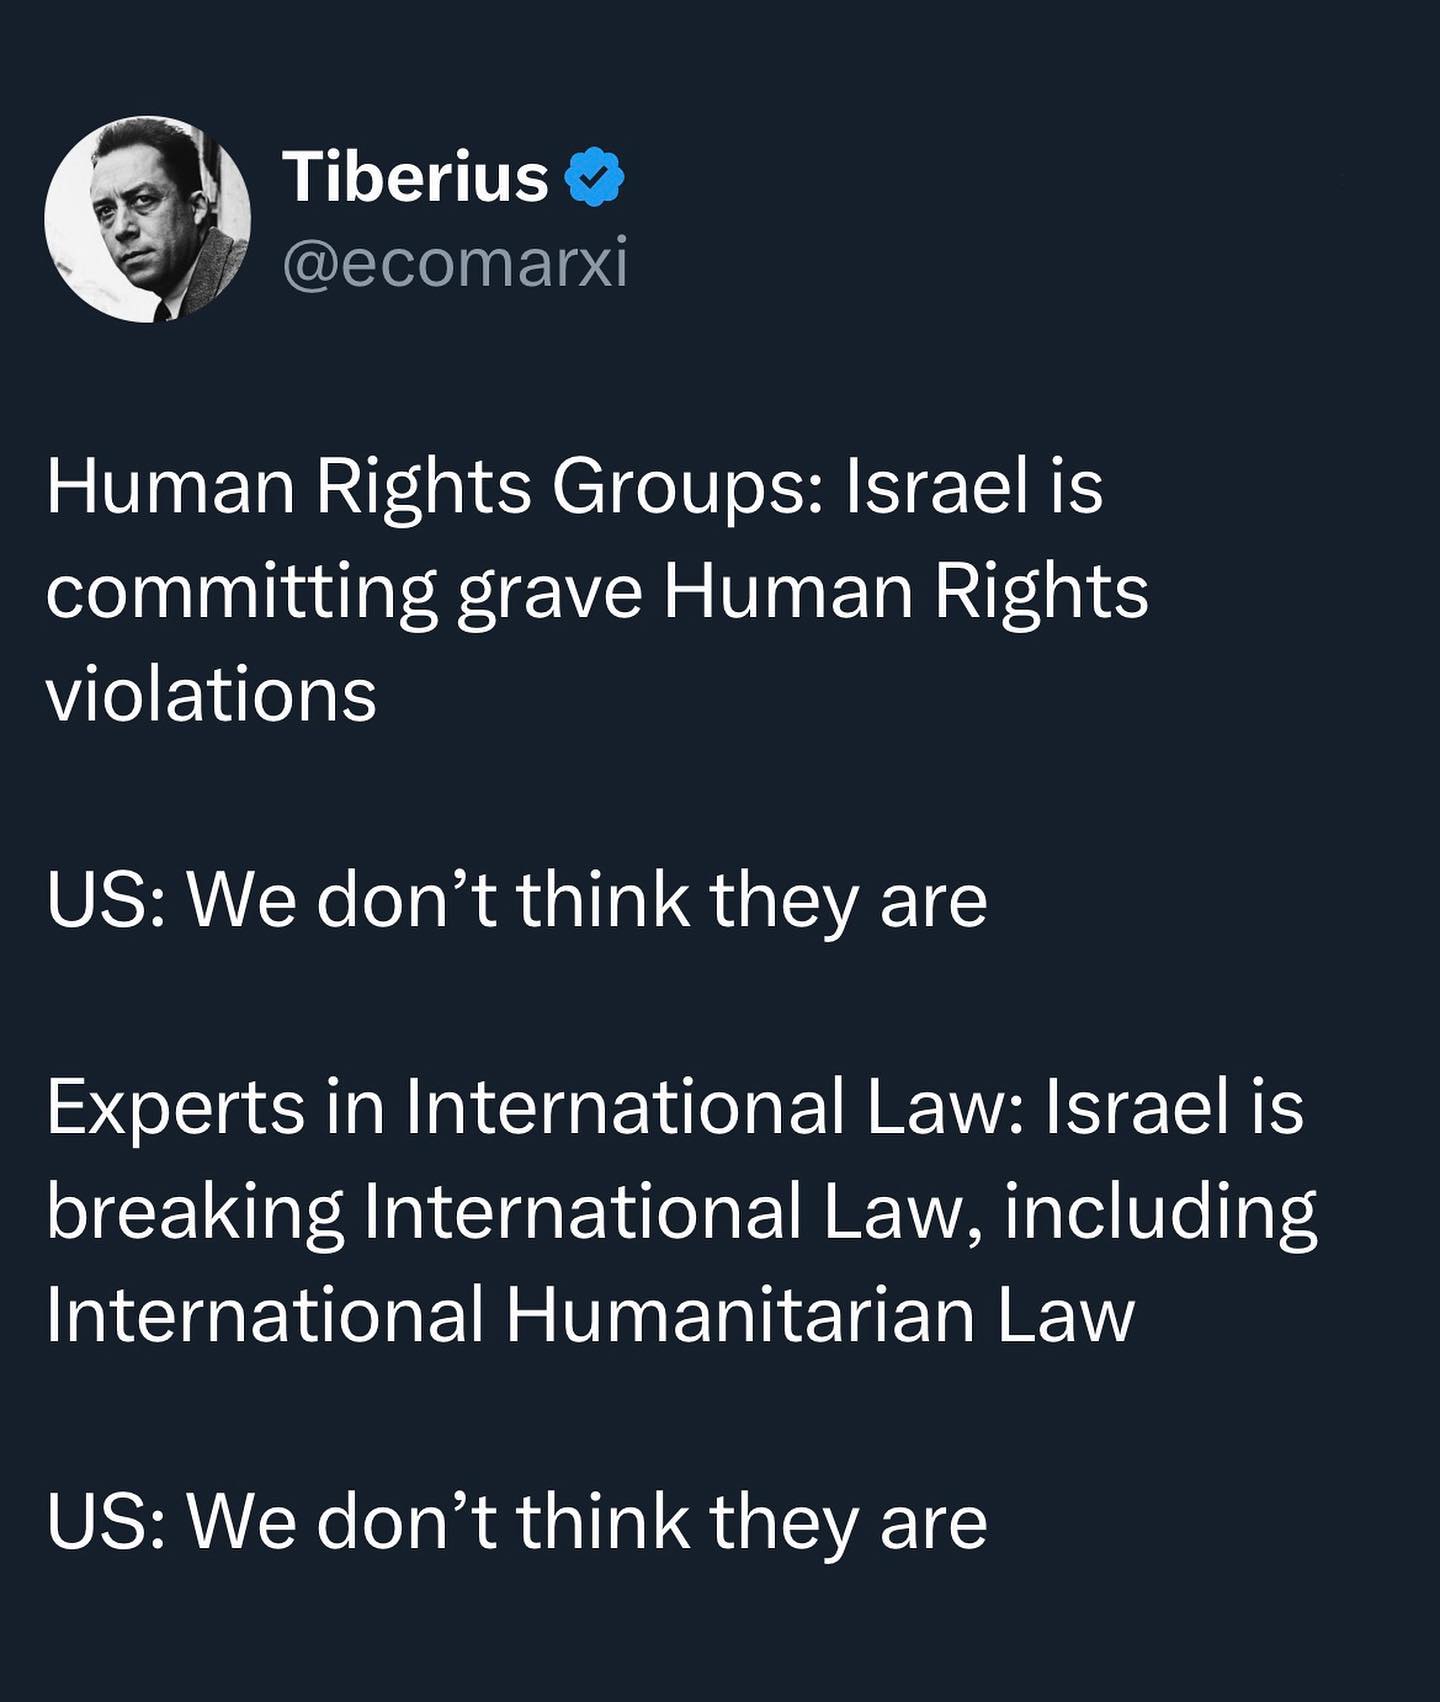 Tiberius
@ecomarxi
Human Rights Groups: Israel is
committing grave Human Rights
violations
US: We don’t think they are
Experts in International Law: Israel is
breaking International Law, including
International Humanitarian Law
US: We don’t think they are